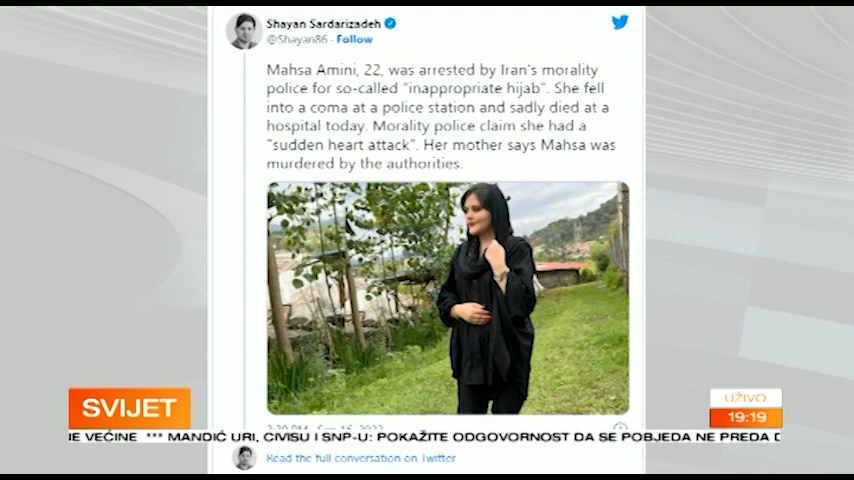 Shayan Sardarizadeh
@Shayan86 · Follow
Mahsa Amini, 22, was arrested by Iran's morality
police for so-called "inappropriate hijab". She fell
into a coma at a police station and sadly died at a
hospital today. Morality police claim she had a
"sudden heart attack". Her mother says Mahsa was
murdered by the authorities.
SVIJET
UŽIVO
19:19
IJE VEĆINE *** MANDIĆ URI, CIVISU I SNP-U: POKAŽITE ODGOVORNOST DA SE POBJEDA NE PREDA
Read the full conversation on Twitter